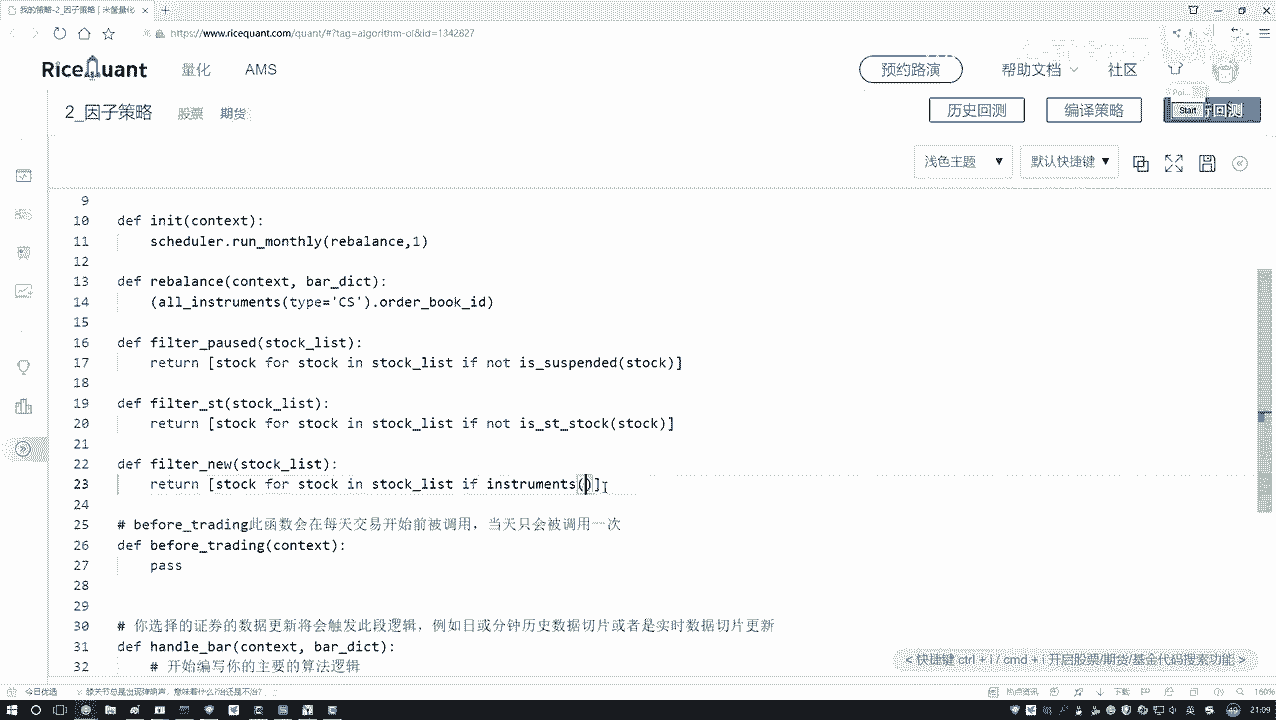 我的策略-2_因子策略 | 米筐量化
https://www.ricequant.com/quant/#?tag=algorithm-of&id=1342827
RiceQuant 量化 AMS 预约路演 帮助文档 社区
2_因子策略 股票 期货 历史回测 编译策略 回测
Start
浅色主题 默认快捷键
9
10 def init(context):
11 scheduler.run_monthly(rebalance,1)
12
13 def rebalance(context, bar_dict):
14 (all_instruments(type='CS').order_book_id)
15
16 def filter_paused(stock_list):
17 return [stock for stock in stock_list if not is_suspended(stock)]
18
19 def filter_st(stock_list):
20 return [stock for stock in stock_list if not is_st_stock(stock)]
21
22 def filter_new(stock_list):
23 return [stock for stock in stock_list if instruments()]
24
25 # before_trading此函数会在每天交易开始前被调用，当天只会被调用一次
26 def before_trading(context):
27 pass
28
29
30 # 你选择的证券的数据更新将会触发此段逻辑，例如日或分钟历史数据切片或者是实时数据切片更新
31 def handle_bar(context, bar_dict):
32 # 开始编写你的主要的算法逻辑
< 快捷键 ctrl + i / cmd + i 开启股票/期货/基金代码搜索功能 >
今日优选 膝关节总是出现弹响声，意味着什么?治还是不治? 热点资讯 下载 160%
英 21:09